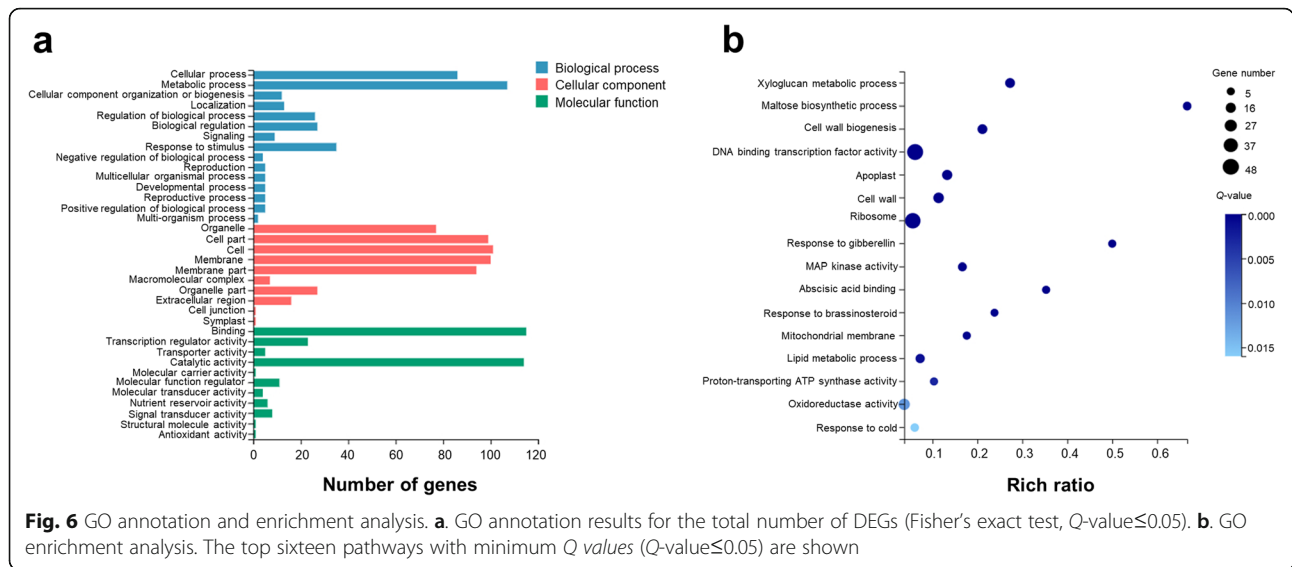 a
Biological process
Cellular component
Molecular function
Cellular process
Metabolic process
Cellular component organization or biogenesis
Localization
Regulation of biological process
Biological regulation
Signaling
Response to stimulus
Negative regulation of biological process
Reproduction
Multicellular organismal process
Developmental process
Reproductive process
Positive regulation of biological process
Multi-organism process
Organelle
Cell part
Cell
Membrane
Membrane part
Macromolecular complex
Organelle part
Extracellular region
Cell junction
Symplast
Binding
Transcription regulator activity
Transporter activity
Catalytic activity
Molecular carrier activity
Molecular function regulator
Molecular transducer activity
Nutrient reservoir activity
Signal transducer activity
Structural molecule activity
Antioxidant activity
0 20 40 60 80 100 120
Number of genes
b
Xyloglucan metabolic process
Maltose biosynthetic process
Cell wall biogenesis
DNA binding transcription factor activity
Apoplast
Cell wall
Ribosome
Response to gibberellin
MAP kinase activity
Abscisic acid binding
Response to brassinosteroid
Mitochondrial membrane
Lipid metabolic process
Proton-transporting ATP synthase activity
Oxidoreductase activity
Response to cold
0.1 0.2 0.3 0.4 0.5 0.6
Rich ratio
Gene number
5
16
27
37
48
Q-value
0.000
0.005
0.010
0.015
Fig. 6 GO annotation and enrichment analysis. a. GO annotation results for the total number of DEGs (Fisher's exact test, Q-value≤0.05). b. GO
enrichment analysis. The top sixteen pathways with minimum Q values (Q-value≤0.05) are shown